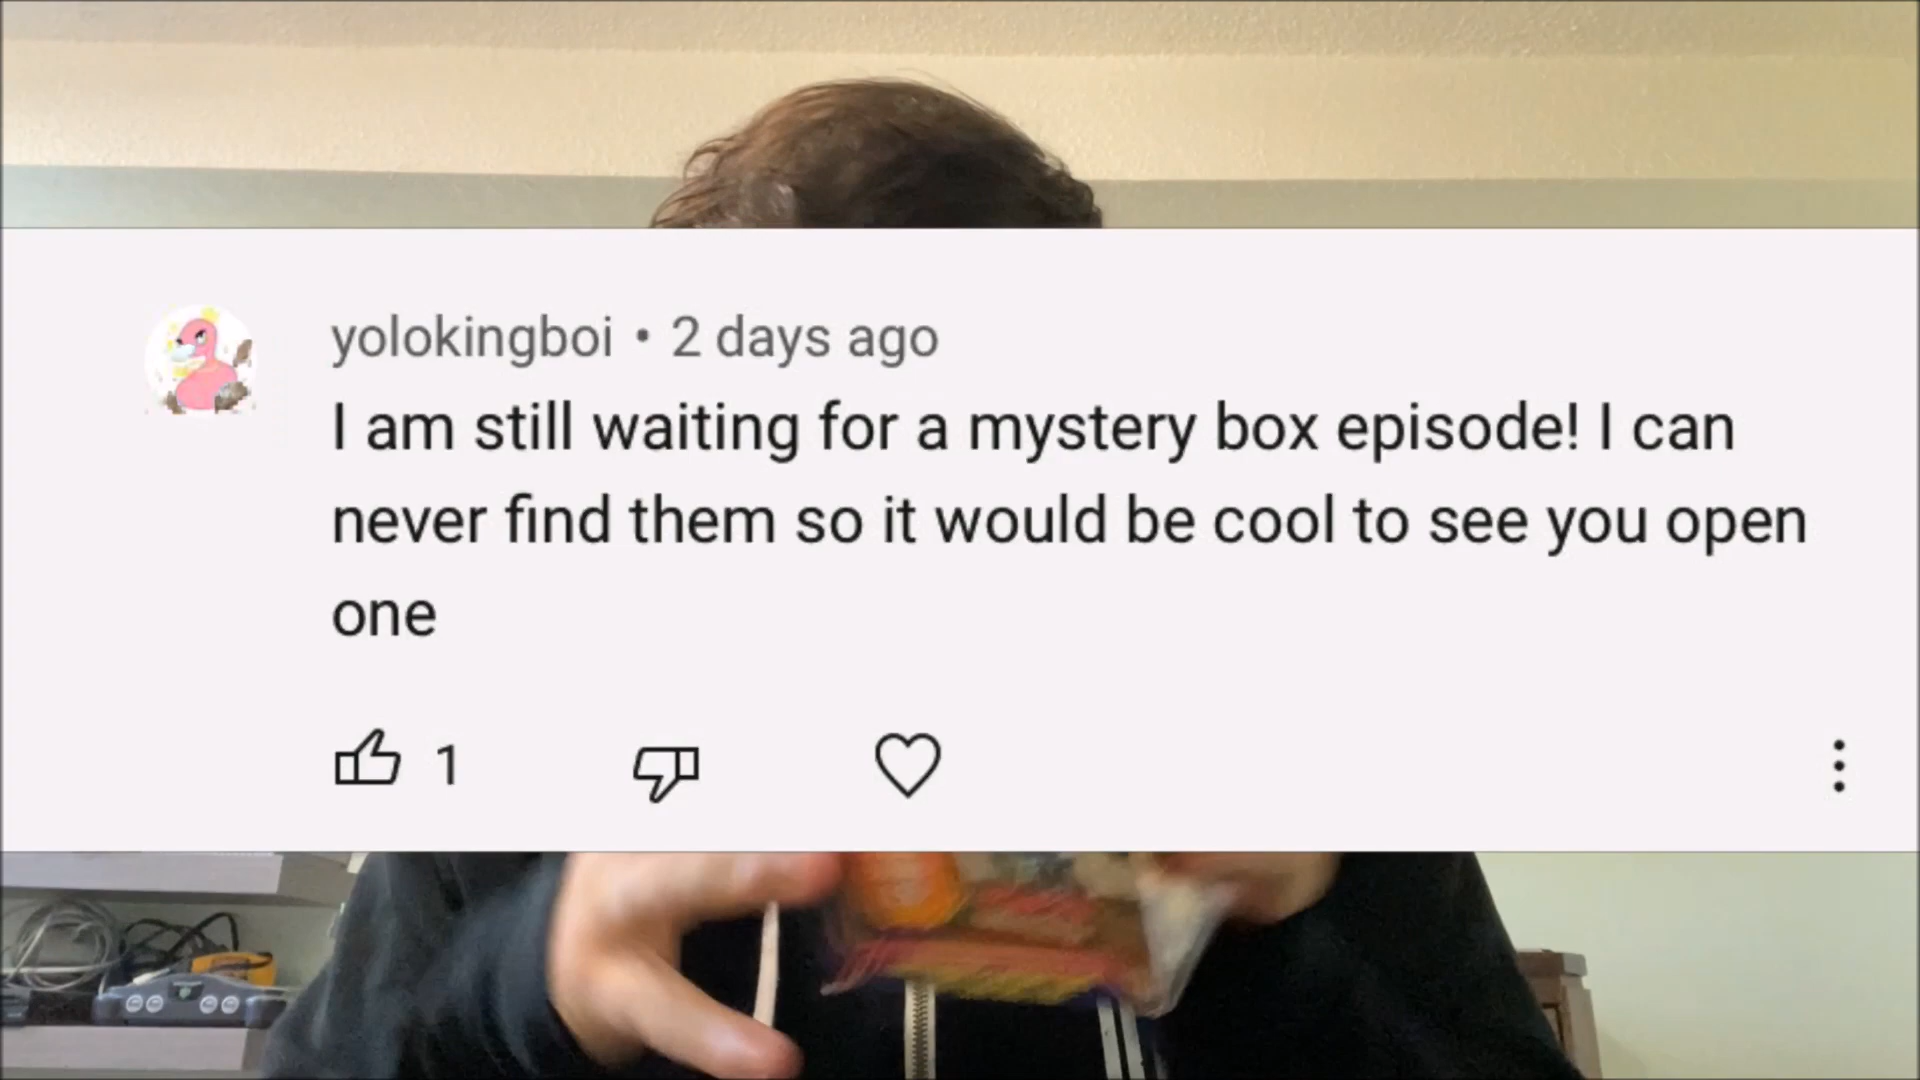 yolokingboi • 2 days ago
I am still waiting for a mystery box episode! I can
never find them so it would be cool to see you open
one
1